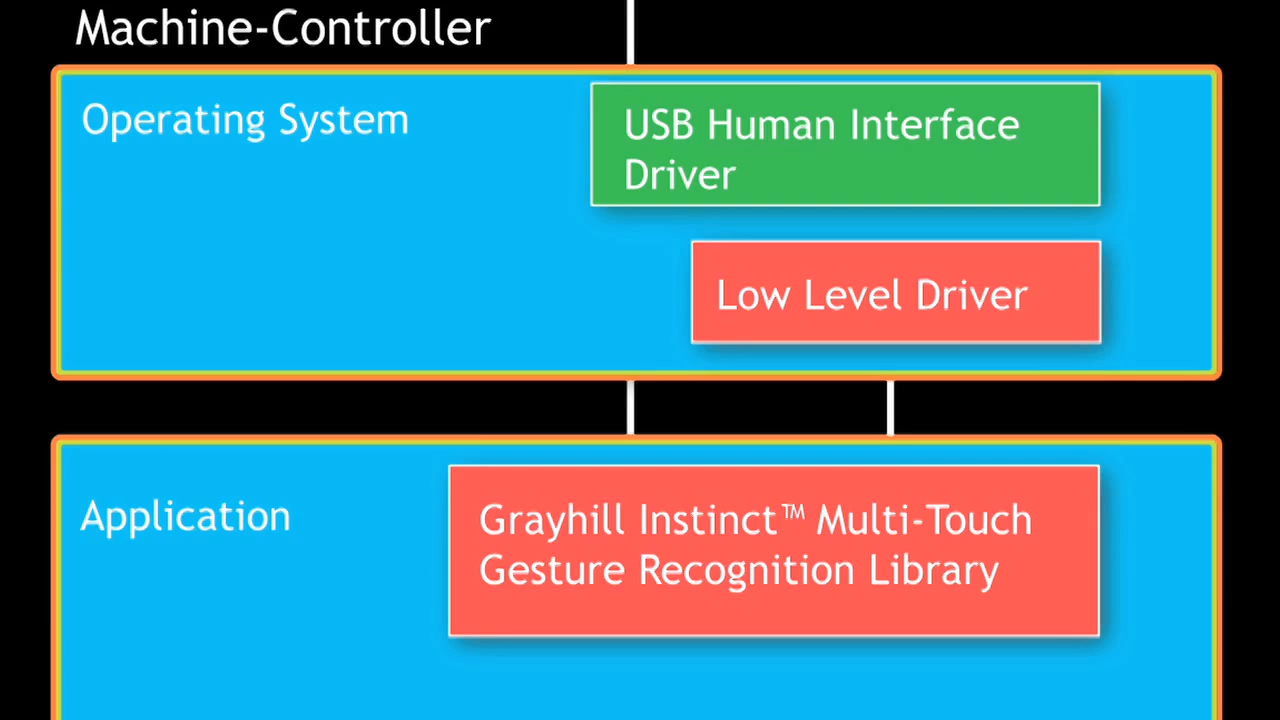 Machine-Controller
Operating System
USB Human Interface
Driver
Low Level Driver
Application
Grayhill Instinct™ Multi-Touch
Gesture Recognition Library